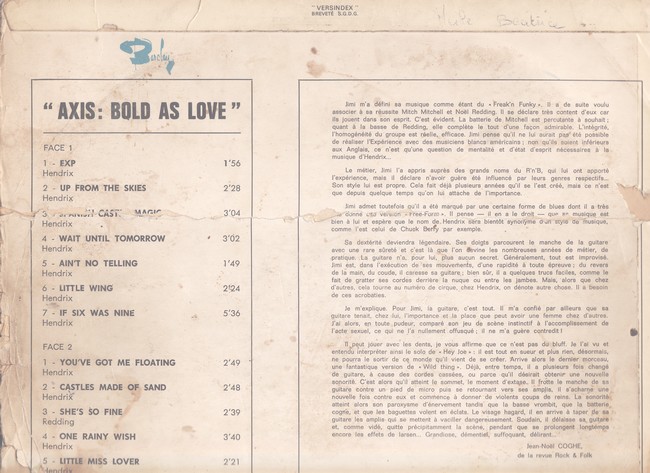 " VERSINDEX "
BREVETÉ S.G.D.G.
Barclay
" AXIS: BOLD AS LOVE "
FACE 1
1 - EXP 1'56
Hendrix
2 - UP FROM THE SKIES 2'28
Hendrix
3 - SPANISH CASTLE MAGIC 3'04
Hendrix
4 - WAIT UNTIL TOMORROW 3'02
Hendrix
5 - AIN'T NO TELLING 1'49
Hendrix
6 - LITTLE WING 2'24
Hendrix
7 - IF SIX WAS NINE 5'36
Hendrix
FACE 2
1 - YOU'VE GOT ME FLOATING 2'49
Hendrix
2 - CASTLES MADE OF SAND 2'48
Hendrix
3 - SHE'S SO FINE 2'39
Redding
4 - ONE RAINY WISH 3'40
Hendrix
5 - LITTLE MISS LOVER 2'21
Hendrix
Jimi m'a défini sa musique comme étant du « Freak'n Funky ». Il a de suite voulu
associer à sa réussite Mitch Mitchell et Noël Redding. Il se déclare très content d'eux car
ils jouent dans son esprit. C'est évident. La batterie de Mitchell est percutante à souhait ;
quant à la basse de Redding, elle complète le tout d'une façon admirable. L'intégrité,
l'homogénéité du groupe est réelle, efficace. Jimi pense qu'il ne lui aurait pas été possible
de réaliser l'Expérience avec des musiciens blancs américains ; non qu'ils soient inférieurs
aux Anglais, ce n'est qu'une question de mentalité et d'état d'esprit nécessaires à la
musique d'Hendrix...
Le métier, Jimi l'a appris auprès des grands noms du R'n'B, qui lui ont apporté
l'expérience, mais il déclare n'avoir guère été influencé par leurs genres respectifs...
Son style lui est propre. Cela fait déjà plusieurs années qu'il se l'est créé, mais ce n'est
que depuis quelque temps qu'on lui attache de l'importance.
Jimi admet toutefois qu'il a été marqué par une certaine forme de blues dont il a très
sûr donné une version « Free-Form ». Il pense — il en a le droit — que sa musique est
bien à lui et espère que le nom de Hendrix sera bientôt synonyme d'un style de musique,
comme l'est celui de Chuck Berry par exemple.
Sa dextérité deviendra légendaire. Ses doigts parcourent le manche de la guitare
avec une rare sûreté et c'est là que l'on devine les nombreuses années de métier, de
pratique. La guitare n'a, pour lui, plus aucun secret. Généralement, tout est improvisé.
Jimi est, dans l'exécution de ses mouvements, d'une rapidité à toute épreuve ; du revers
de la main, du coude, il caresse sa guitare ; bien sûr, il a quelques trucs faciles, comme le
fait de gratter ses cordes derrière la nuque ou entre les jambes. Mais, alors que chez
d'autres, cela tourne au numéro de cirque, chez Hendrix, on dénote autre chose. Il a besoin
de ces acrobaties.
Je m'explique. Pour Jimi, la guitare, c'est tout. Il m'a confié par ailleurs que sa
guitare tenait, chez lui, l'importance et la place que peut avoir une femme chez d'autres.
J'ai alors, en toute pudeur, comparé son jeu de scène instinctif à l'accomplissement de
l'acte sexuel, ce qui ne l'a nullement offusqué ; il ne m'a guère contredit !
Il peut jouer avec les dents, je vous affirme que ce n'est pas du bluff. Je l'ai vu et
entendu interpréter ainsi le solo de « Hey Joe » : il est tout en sueur et plus rien, désormais,
ne pourra le sortir de ce monde qu'il vient de se créer. Arrive alors le dernier morceau,
une fantastique version de « Wild thing ». Déjà, entre temps, il a plusieurs fois changé
de guitare, à cause des cordes cassées, ou parce qu'il désirait obtenir une nouvelle
sonorité. C'est alors qu'il atteint le sommet, le moment d'extase. Il frotte le manche de sa
guitare contre un pied de micro puis se retournant vers ses amplis, il s'acharne une
nouvelle fois contre eux et commence à donner de violents coups de reins. La sonorité
atteint alors son paroxysme d'énervement tandis que la basse vrombit, que la batterie
cogne, et que les baguettes volent en éclats. Le visage hagard, il en arrive à taper de sa
guitare les amplis qui se mettent à vaciller dangereusement. Soudain, il délaisse sa guitare
et, comme vidé, quitte précipitamment la scène, pendant que se prolongent longtemps
encore les effets de larsen... Grandiose, démentiel, suffoquant, délirant...
Jean-Noël COGHE,
de la revue Rock & Folk